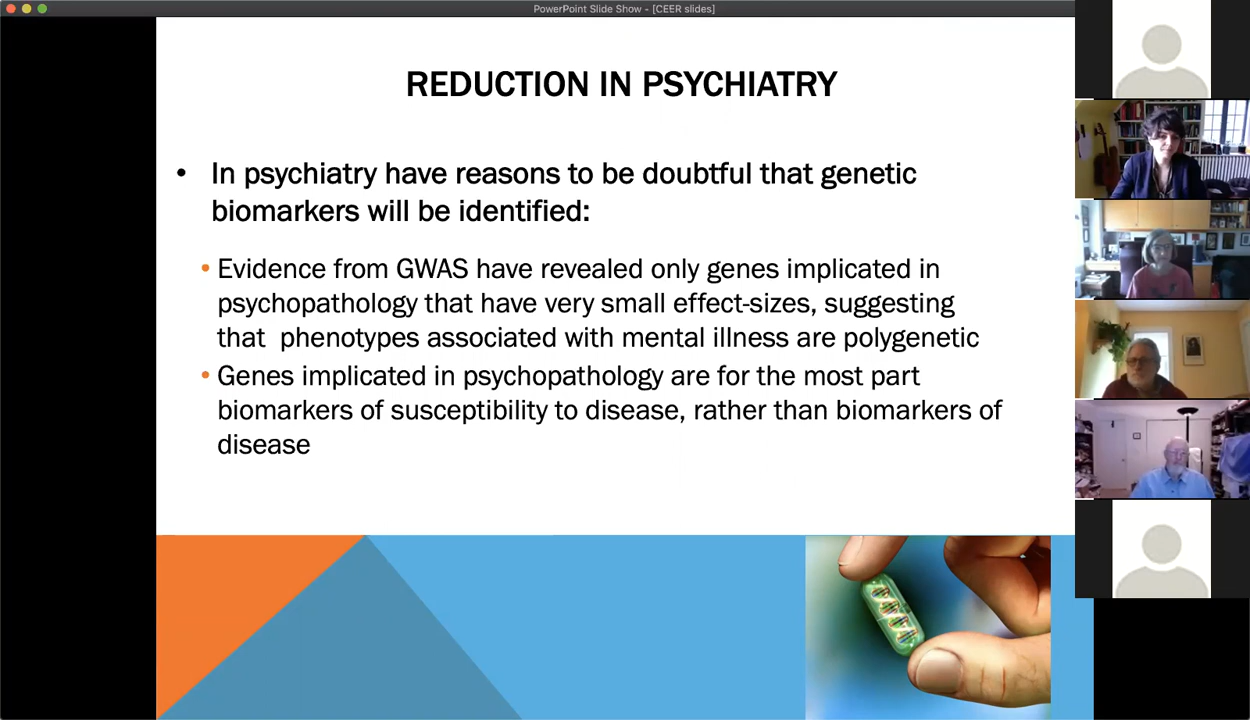 PowerPoint Slide Show - [CEER slides]
REDUCTION IN PSYCHIATRY
• In psychiatry have reasons to be doubtful that genetic
biomarkers will be identified:
• Evidence from GWAS have revealed only genes implicated in
psychopathology that have very small effect-sizes, suggesting
that  phenotypes associated with mental illness are polygenetic
• Genes implicated in psychopathology are for the most part
biomarkers of susceptibility to disease, rather than biomarkers of
disease